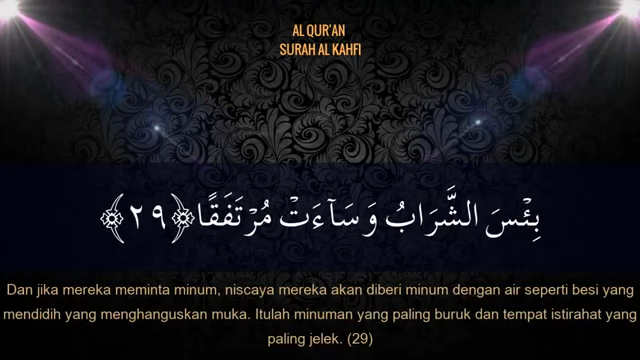 AL QUR'AN
SURAH AL KAHFI
بِئْسَ الشَّرَابُ وَسَآءَتْ مُرْتَفَقًا ﴿٢٩﴾
Dan jika mereka meminta minum, niscaya mereka akan diberi minum dengan air seperti besi yang
mendidih yang menghanguskan muka. Itulah minuman yang paling buruk dan tempat istirahat yang
paling jelek. (29)